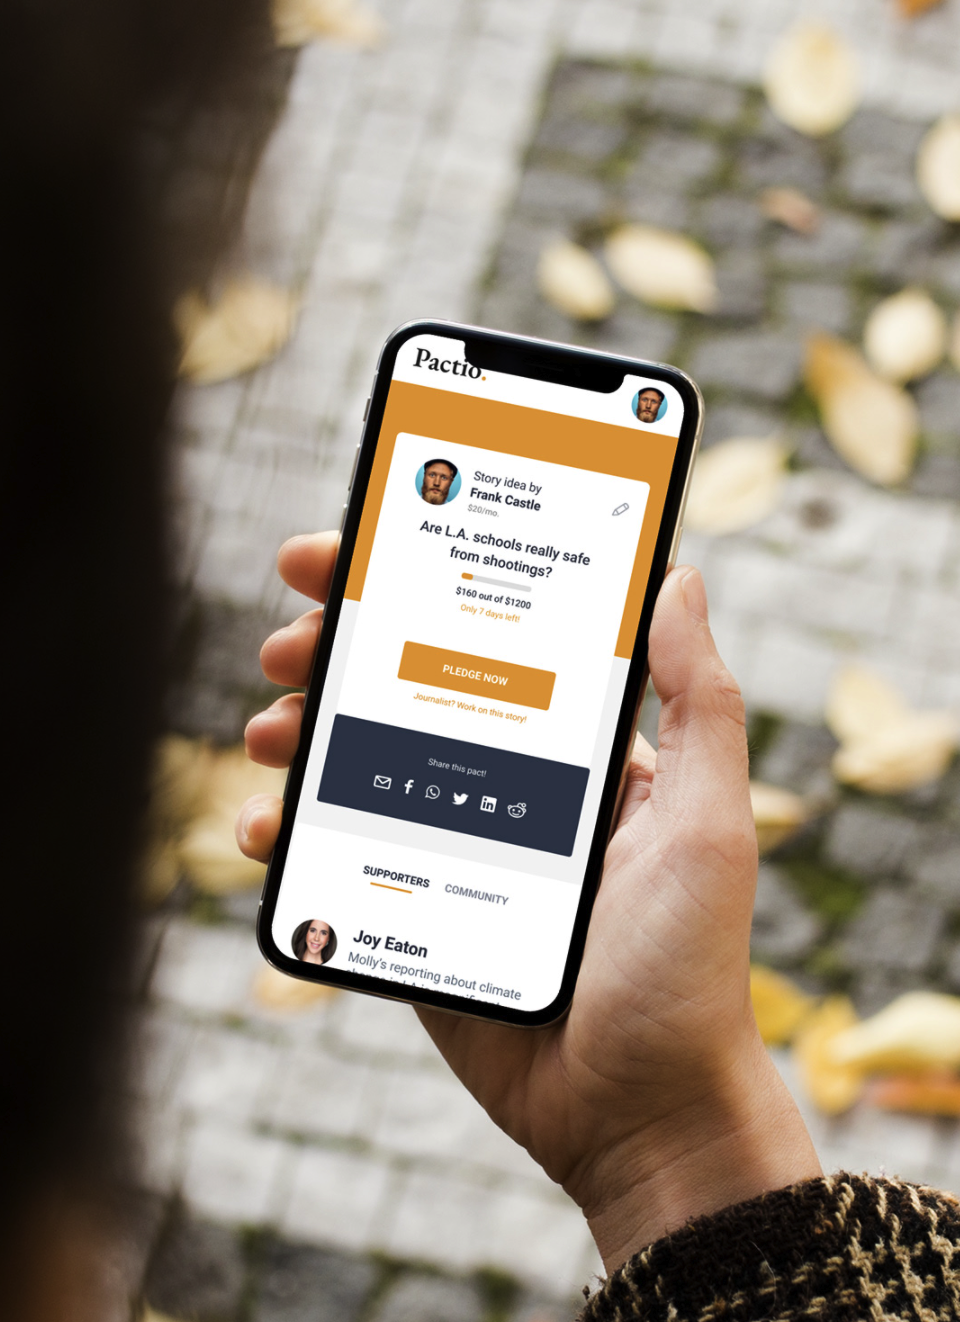 Pactio.
Story idea by
Frank Castle
$20/mo.
Are L.A. schools really safe
from shootings?
$160 out of $1200
Only 7 days left!
PLEDGE NOW
Journalist? Work on this story!
Share this pact!
SUPPORTERS COMMUNITY
Joy Eaton
Molly's reporting about climate